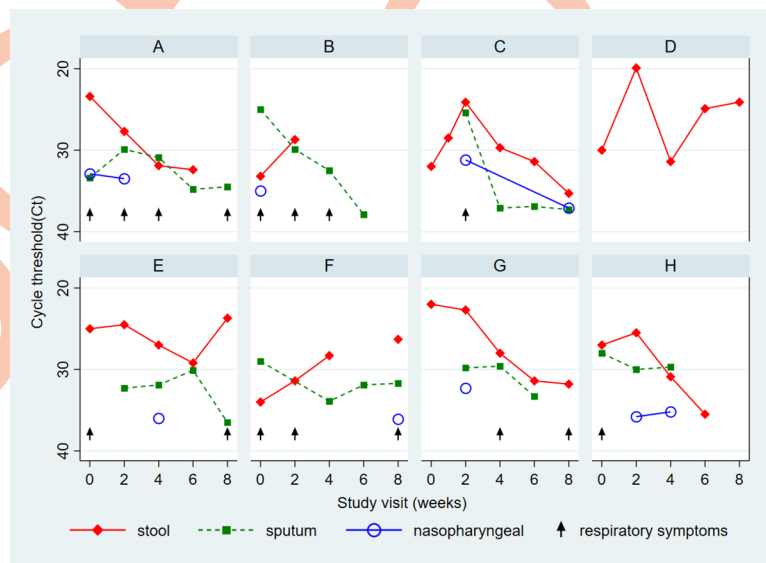 A B C D
20
30
40
E F G H
20
30
40
Cycle threshold(Ct)
0 2 4 6 8 0 2 4 6 8 0 2 4 6 8 0 2 4 6 8
Study visit (weeks)
stool sputum nasopharyngeal respiratory symptoms